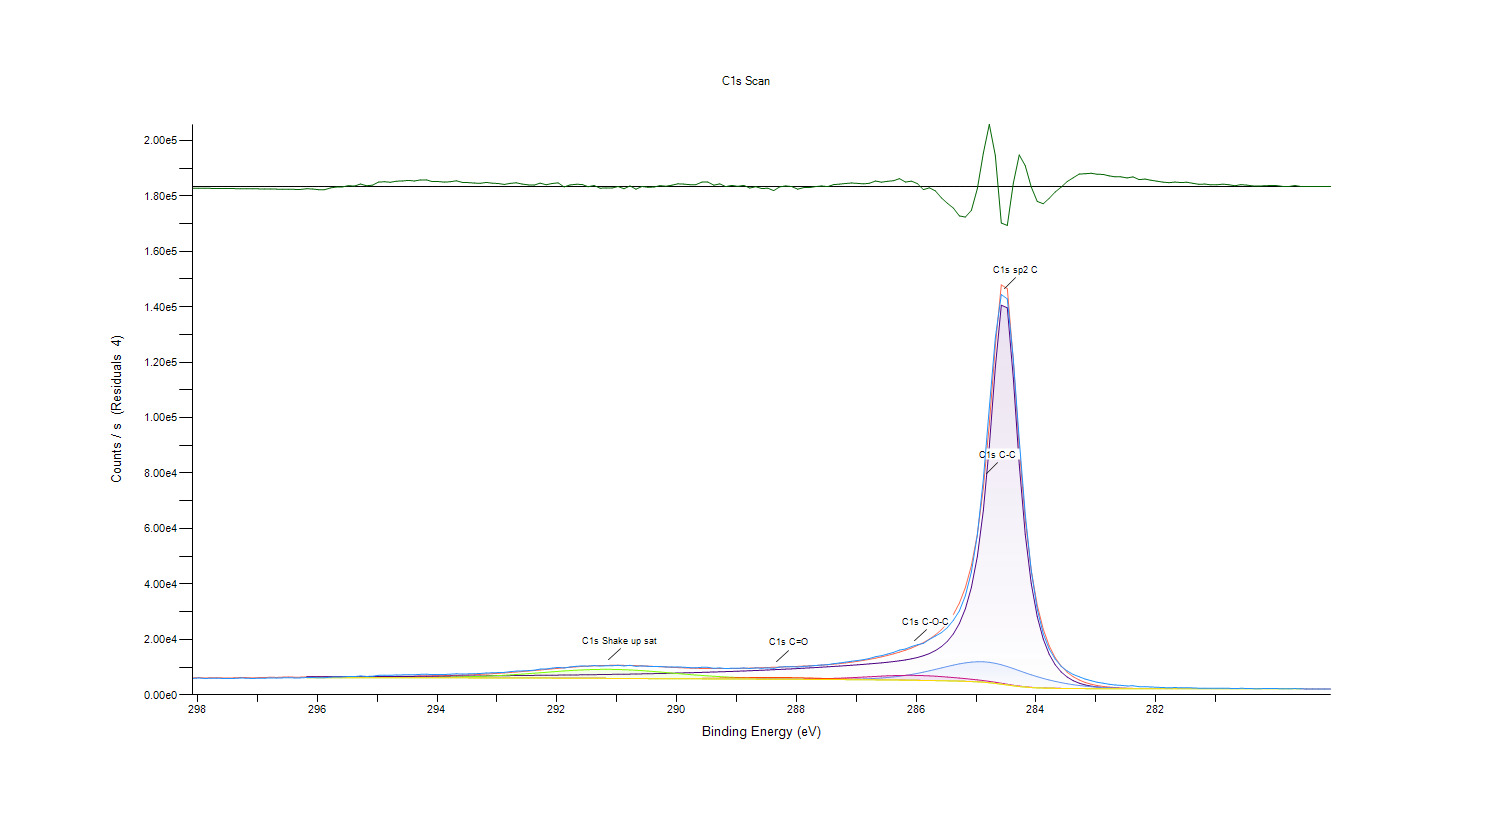 C1s Scan
2.00e5
1.80e5
1.60e5
1.40e5
1.20e5
1.00e5
8.00e4
6.00e4
4.00e4
2.00e4
0.00e0
Counts / s (Residuals 4)
C1s sp2 C
C1s C-C
C1s C-O-C
C1s C=O
C1s Shake up sat
298 296 294 292 290 288 286 284 282
Binding Energy (eV)